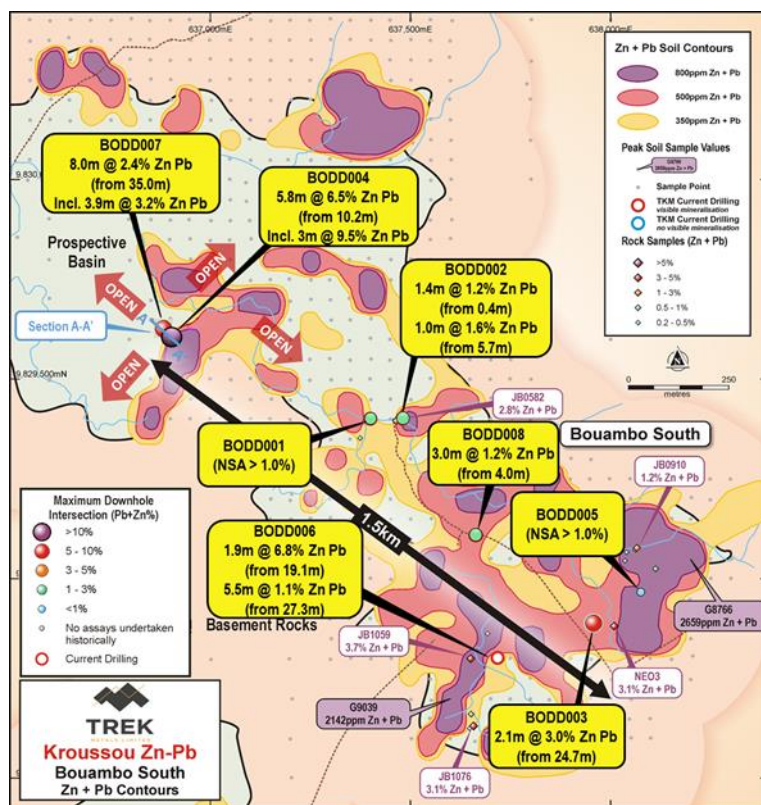 637,000mE
637,500mE
638,000mE
9,830
9,829,500mN
Zn + Pb Soil Contours
800ppm Zn + Pb
500ppm Zn + Pb
350ppm Zn + Pb
Peak Soil Sample Values
Sample Point
TKM Current Drilling
visible mineralisation
TKM Current Drilling
no visible mineralisation
Rock Samples (Zn + Pb)
>5%
3 - 5%
1 - 3%
0.5 - 1%
0.2 - 0.5%
0
250
metres
BODD007
8.0m @ 2.4% Zn Pb
(from 35.0m)
Incl. 3.9m @ 3.2% Zn Pb
BODD004
5.8m @ 6.5% Zn Pb
(from 10.2m)
Incl. 3m @ 9.5% Zn Pb
Prospective
Basin
OPEN
OPEN
OPEN
OPEN
Section A-A'
A
A'
BODD002
1.4m @ 1.2% Zn Pb
(from 0.4m)
1.0m @ 1.6% Zn Pb
(from 5.7m)
JB0582
2.8% Zn + Pb
BODD001
(NSA > 1.0%)
BODD008
3.0m @ 1.2% Zn Pb
(from 4.0m)
Bouambo South
JB0910
1.2% Zn + Pb
BODD005
(NSA > 1.0%)
1.5km
BODD006
1.9m @ 6.8% Zn Pb
(from 19.1m)
5.5m @ 1.1% Zn Pb
(from 27.3m)
Basement Rocks
G8766
2659ppm Zn + Pb
JB1059
3.7% Zn + Pb
NEO3
3.1% Zn + Pb
G9039
2142ppm Zn + Pb
BODD003
2.1m @ 3.0% Zn Pb
(from 24.7m)
JB1076
3.1% Zn + Pb
Maximum Downhole
Intersection (Pb+Zn%)
>10%
5 - 10%
3 - 5%
1 - 3%
<1%
No assays undertaken
historically
Current Drilling
TREK
METALS LIMITED
Kroussou Zn-Pb
Bouambo South
Zn + Pb Contours